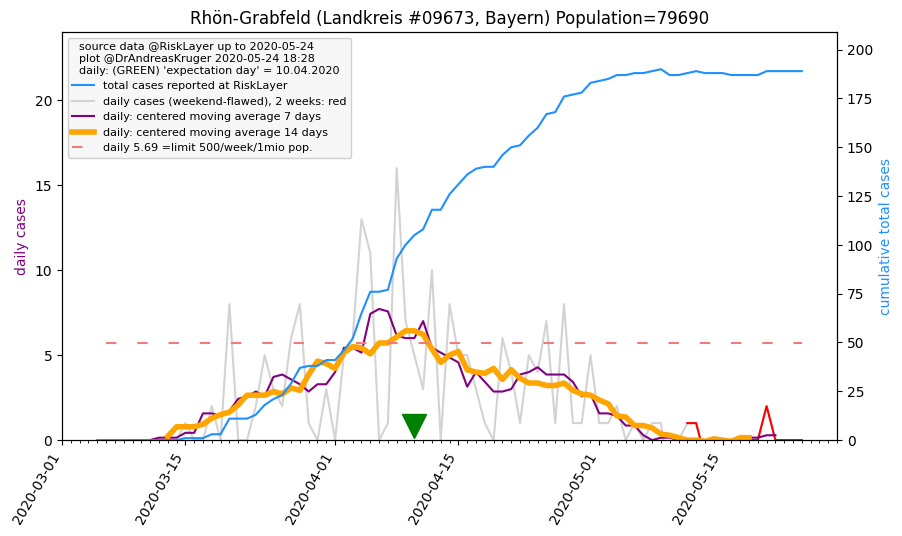 Rhön-Grabfeld (Landkreis #09673, Bayern) Population=79690
source data @RiskLayer up to 2020-05-24
plot @DrAndreasKruger 2020-05-24 18:28
daily: (GREEN) 'expectation day' = 10.04.2020
total cases reported at RiskLayer
daily cases (weekend-flawed), 2 weeks: red
daily: centered moving average 7 days
daily: centered moving average 14 days
daily 5.69 =limit 500/week/1mio pop.
daily cases
20
15
10
5
0
cumulative total cases
200
175
150
125
100
75
50
25
0
2020-03-01
2020-03-15
2020-04-01
2020-04-15
2020-05-01
2020-05-15